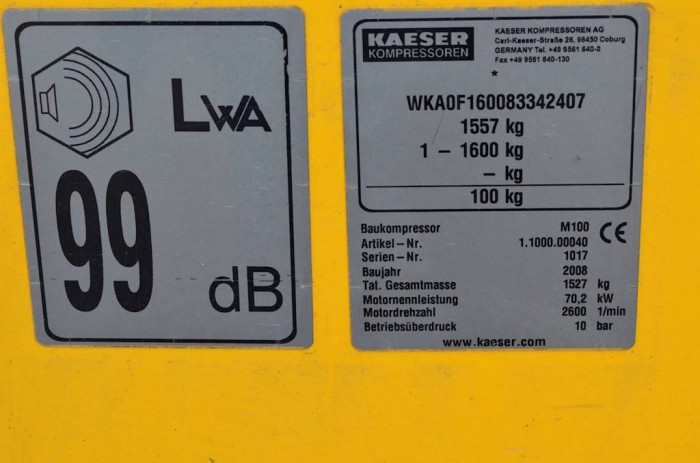 LWA
99
dB
KAESER
KOMPRESSOREN
KAESER KOMPRESSOREN AG
Carl-Kaeser-Straße 26, 96450 Coburg
GERMANY Tel. +49 9561 640-0
Fax +49 9561 640-130
*
WKA0F160083342407
1557 kg
1 – 1600 kg
– kg
100 kg
Baukompressor M100
Artikel – Nr. 1.1000.00040 CE
Serien – Nr. 1017
Baujahr 2008
Tat. Gesamtmasse 1527 kg
Motornennleistung 70,2 kW
Motordrehzahl 2600 1/min
Betriebsüberdruck 10 bar
www.kaeser.com